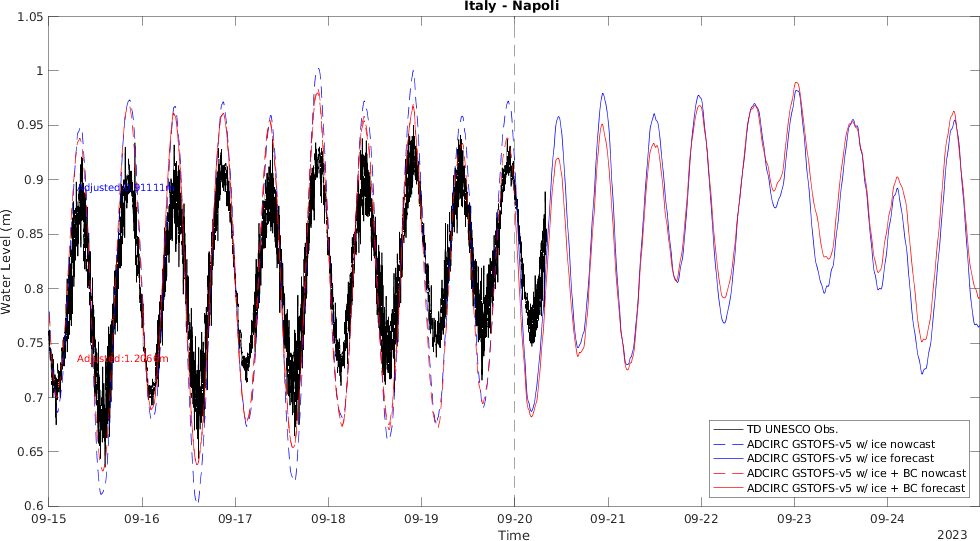 Italy - Napoli
Water Level (m)
1.05
1
0.95
0.9
0.85
0.8
0.75
0.7
0.65
0.6
Adjusted:1.2066m
09-15
09-16
09-17
09-18
09-19
09-20
09-21
09-22
09-23
09-24
Time
2023
TD UNESCO Obs.
ADCIRC GSTOFS-v5 w/ ice nowcast
ADCIRC GSTOFS-v5 w/ ice forecast
ADCIRC GSTOFS-v5 w/ ice + BC nowcast
ADCIRC GSTOFS-v5 w/ ice + BC forecast